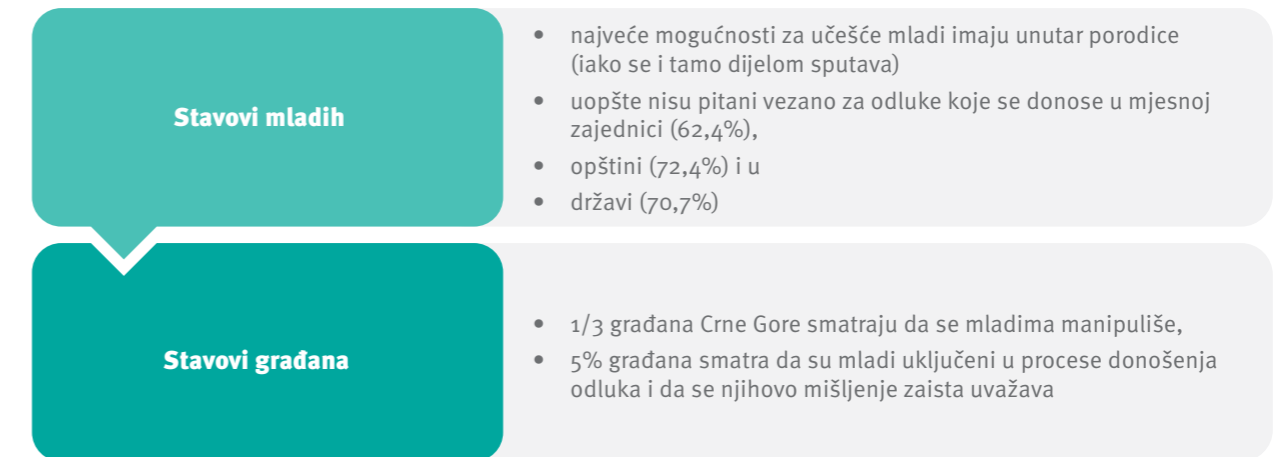 Stavovi mladih
• najveće mogućnosti za učešće mladi imaju unutar porodice
(iako se i tamo dijelom sputava)
• uopšte nisu pitani vezano za odluke koje se donose u mjesnoj
zajednici (62,4%),
• opštini (72,4%) i u
• državi (70,7%)
Stavovi građana
• 1/3 građana Crne Gore smatraju da se mladima manipuliše,
• 5% građana smatra da su mladi uključeni u procese donošenja
odluka i da se njihovo mišljenje zaista uvažava